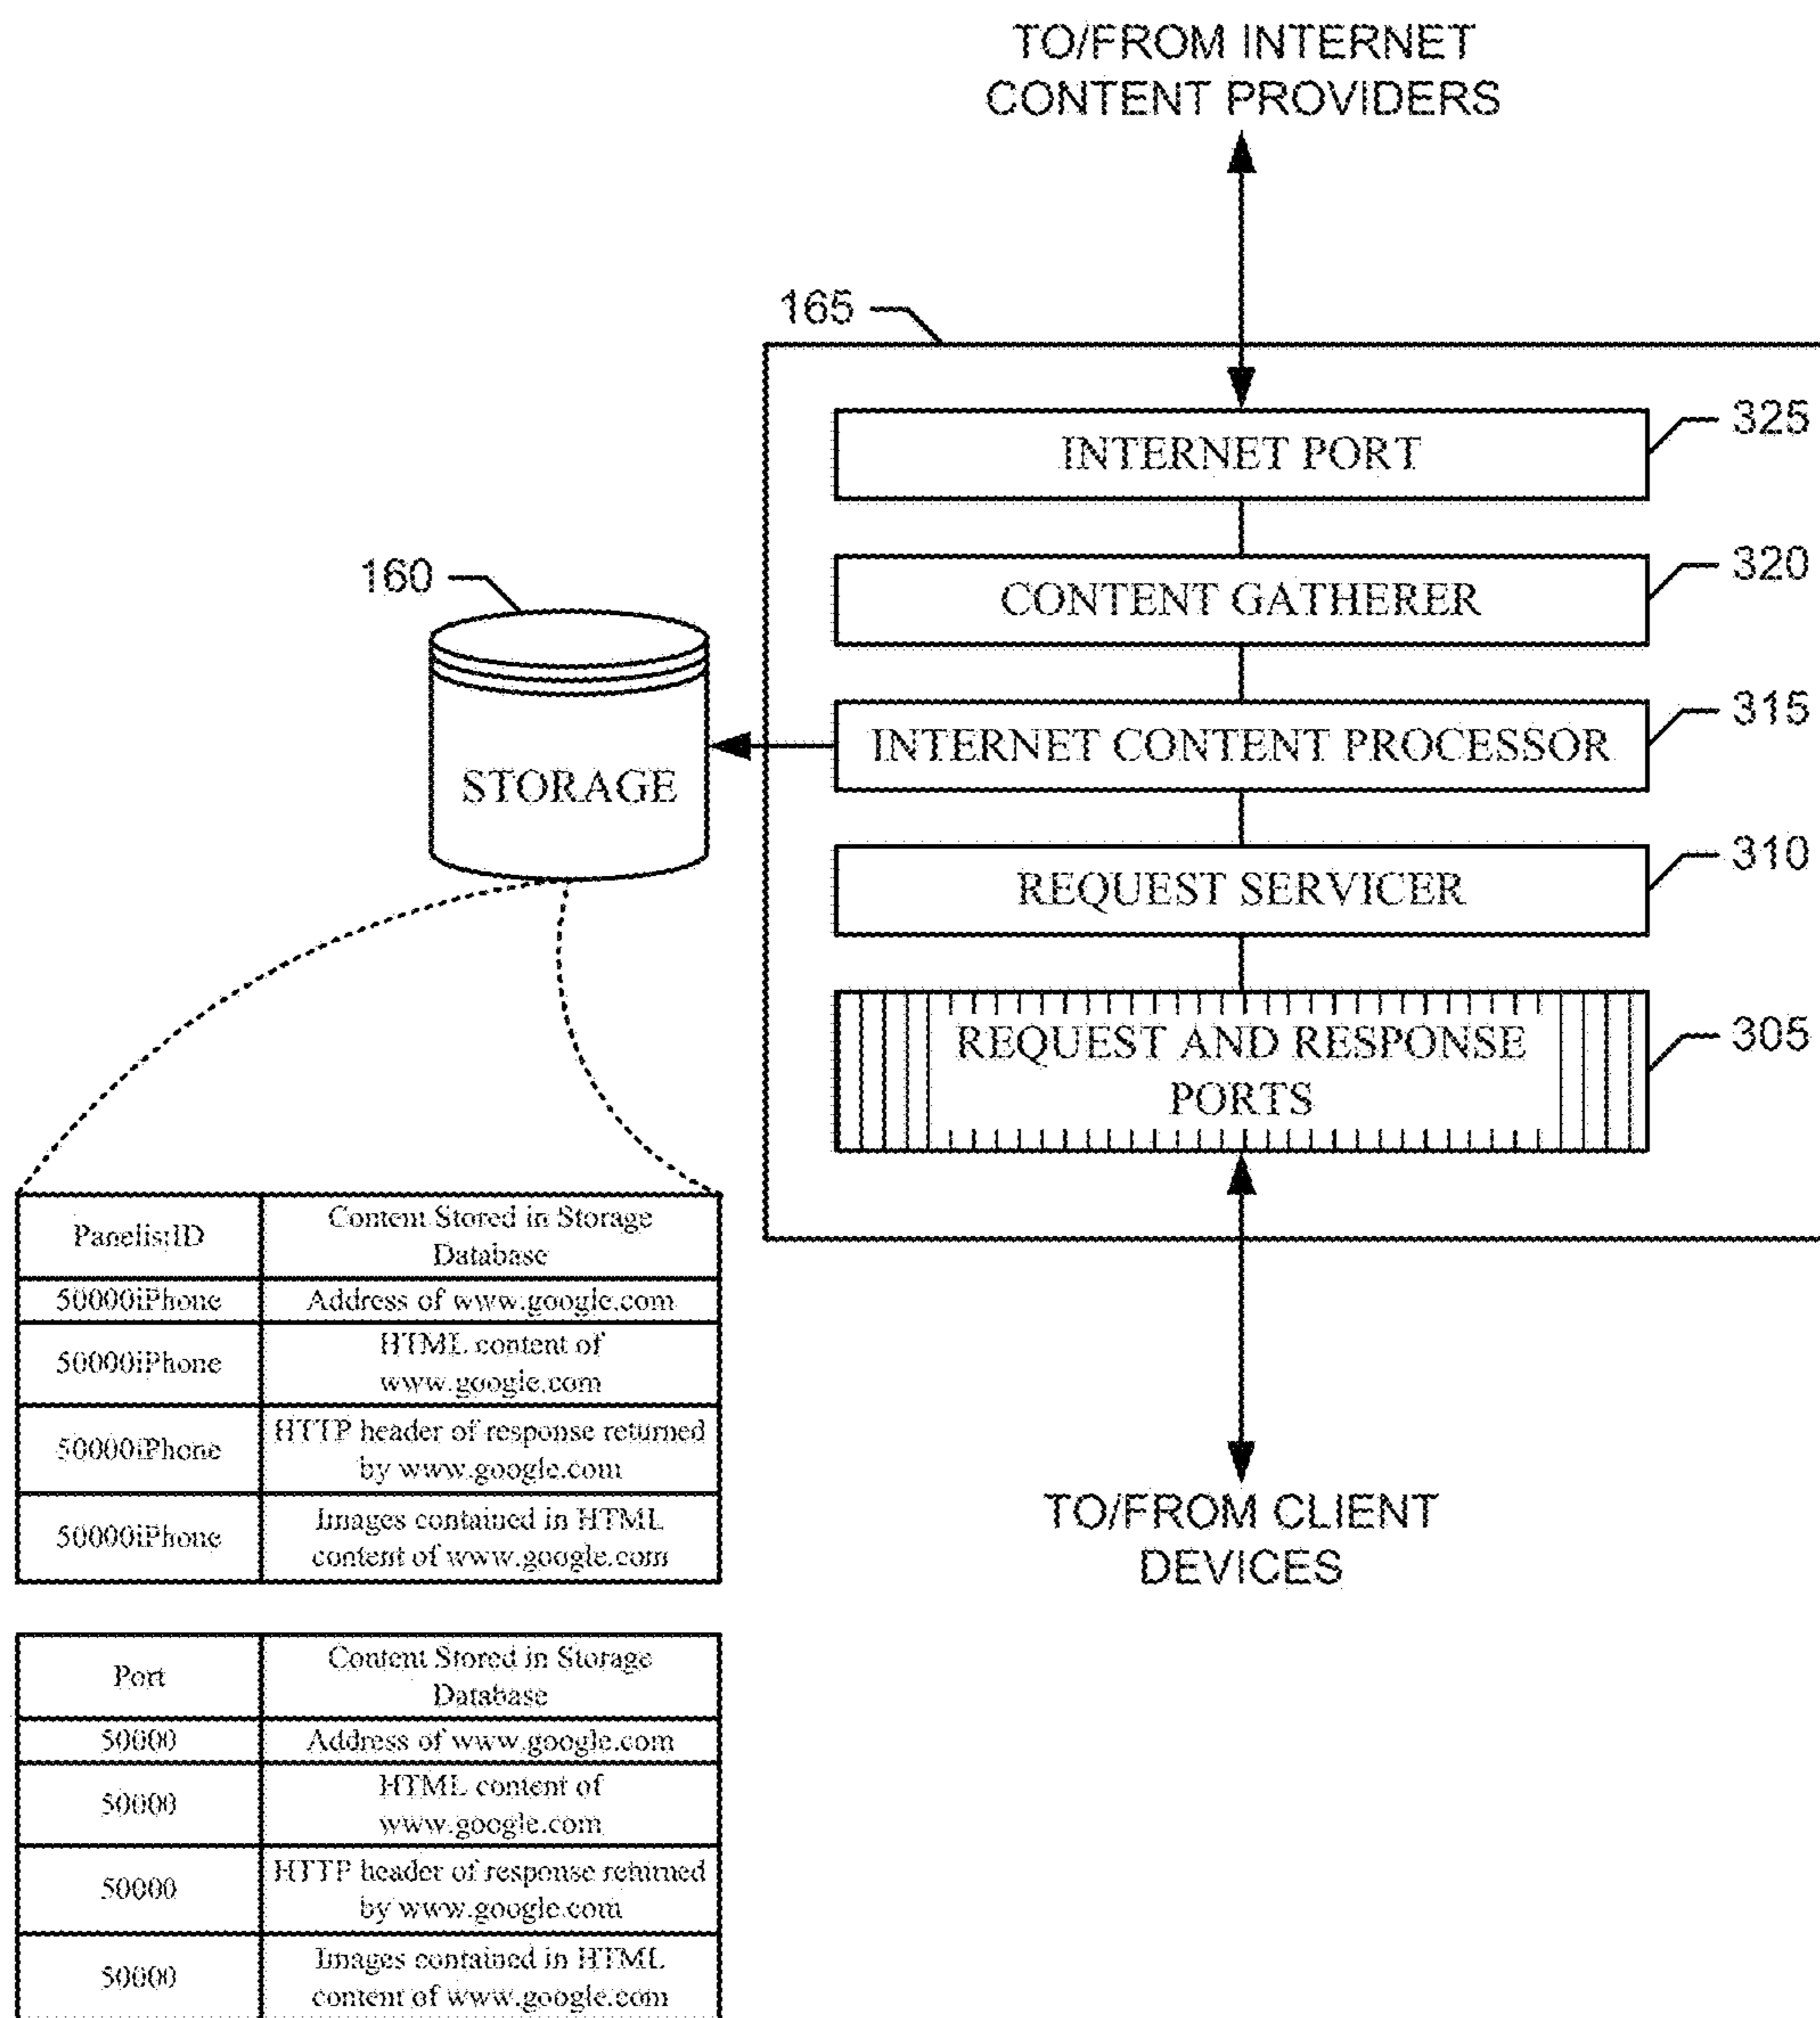 TO/FROM INTERNET
CONTENT PROVIDERS
165
INTERNET PORT
325
CONTENT GATHERER
320
160
INTERNET CONTENT PROCESSOR
315
STORAGE
REQUEST SERVICER
310
REQUEST AND RESPONSE
PORTS
305
TO/FROM CLIENT
DEVICES
PanelistID
Content Stored in Storage
Database
50000iPhone
Address of www.google.com
50000iPhone
HTML content of
www.google.com
50000iPhone
HTTP header of response returned
by www.google.com
50000iPhone
Images contained in HTML
content of www.google.com
Port
Content Stored in Storage
Database
50000
Address of www.google.com
50000
HTML content of
www.google.com
50000
HTTP header of response returned
by www.google.com
50000
Images contained in HTML
content of www.google.com